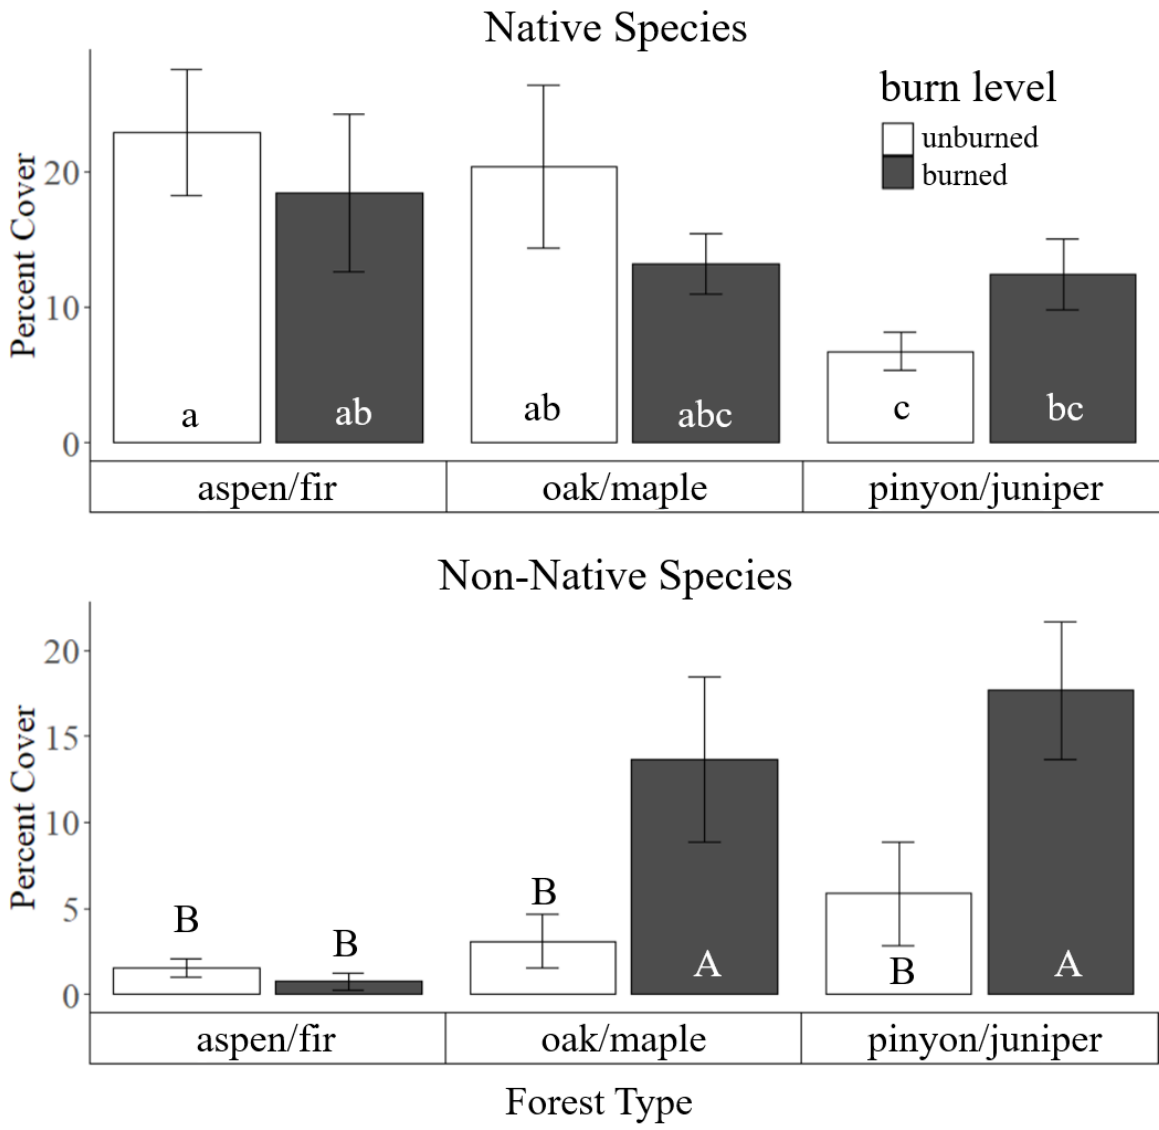 Native Species
burn level
unburned
burned
Percent Cover
20
10
0
a
ab
ab
abc
c
bc
aspen/fir
oak/maple
pinyon/juniper
Non-Native Species
Percent Cover
20
15
10
5
0
B
B
B
A
B
A
aspen/fir
oak/maple
pinyon/juniper
Forest Type